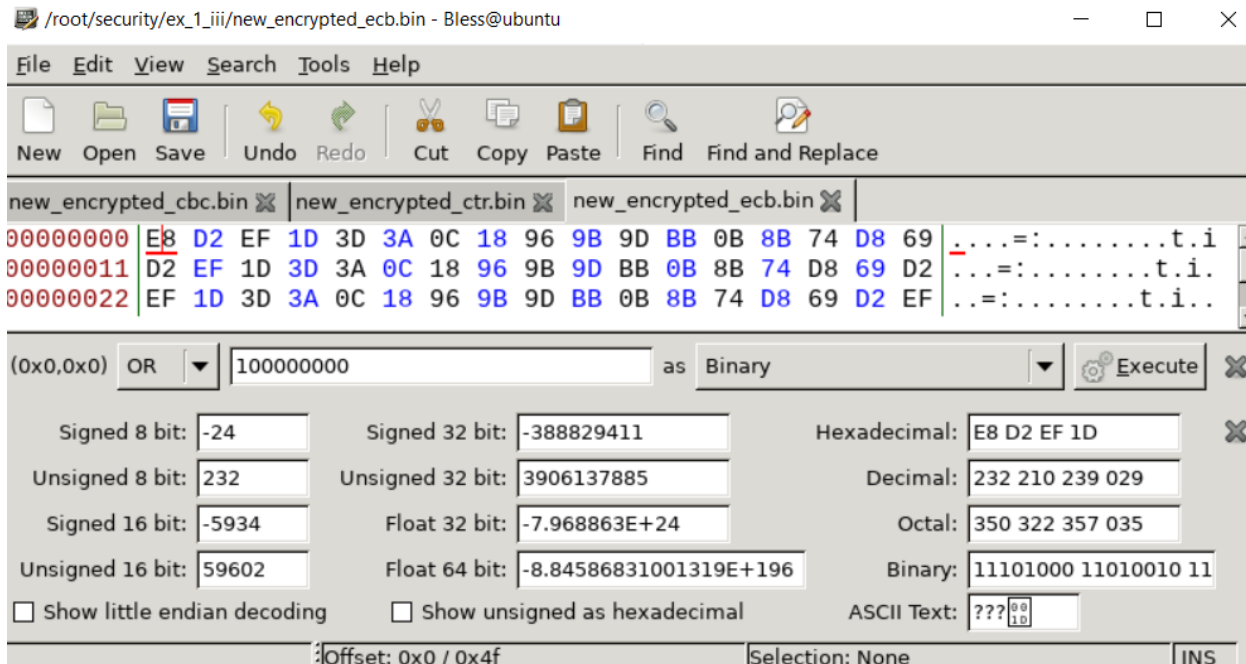 /root/security/ex_1_iii/new_encrypted_ecb.bin - Bless@ubuntu
File Edit View Search Tools Help
New Open Save Undo Redo Cut Copy Paste Find Find and Replace
new_encrypted_cbc.bin new_encrypted_ctr.bin new_encrypted_ecb.bin
00000000 E8 D2 EF 1D 3D 3A 0C 18 96 9B 9D BB 0B 8B 74 D8 69 ....=:........t.i
00000011 D2 EF 1D 3D 3A 0C 18 96 9B 9D BB 0B 8B 74 D8 69 D2 ...=:........t.i.
00000022 EF 1D 3D 3A 0C 18 96 9B 9D BB 0B 8B 74 D8 69 D2 EF ..=:........t.i..
(0x0,0x0) OR 100000000 as Binary Execute
Signed 8 bit: -24 Signed 32 bit: -388829411 Hexadecimal: E8 D2 EF 1D
Unsigned 8 bit: 232 Unsigned 32 bit: 3906137885 Decimal: 232 210 239 029
Signed 16 bit: -5934 Float 32 bit: -7.968863E+24 Octal: 350 322 357 035
Unsigned 16 bit: 59602 Float 64 bit: -8.84586831001319E+196 Binary: 11101000 11010010 11
Show little endian decoding Show unsigned as hexadecimal ASCII Text: ???
Offset: 0x0 / 0x4f Selection: None INS